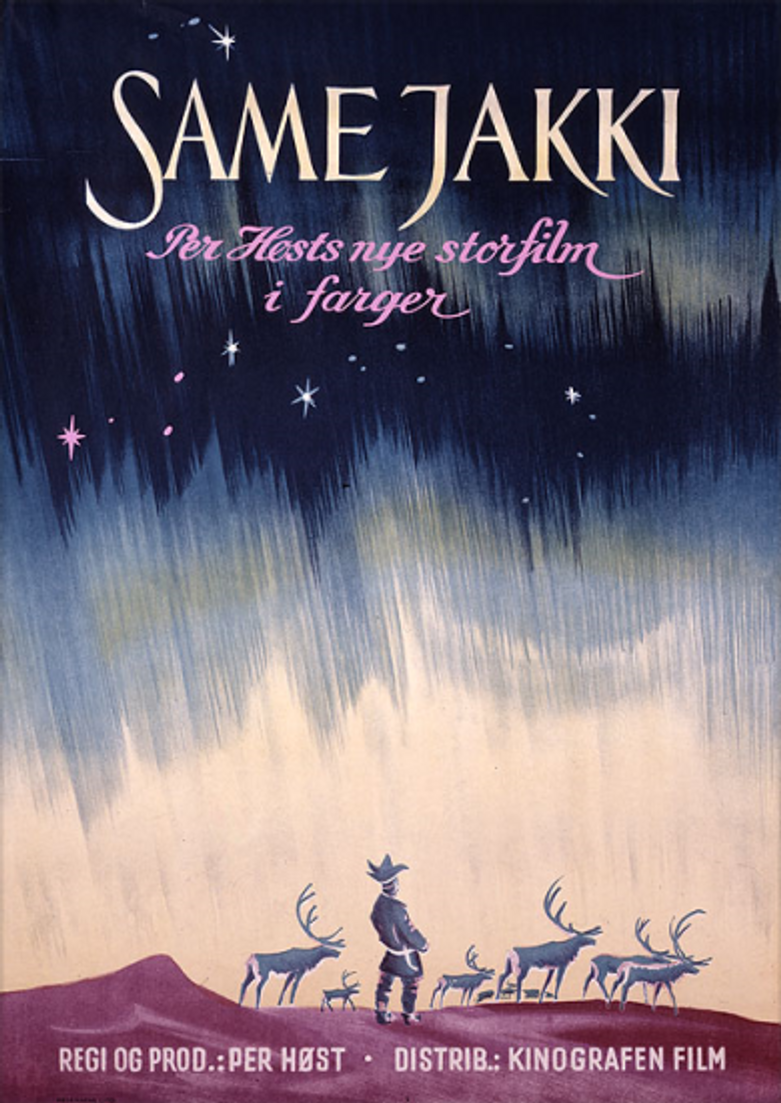 SAME JAKKI
Per Høsts nye storfilm
i farger
REGI OG PROD.: PER HØST • DISTRIB.: KINOGRAFEN FILM